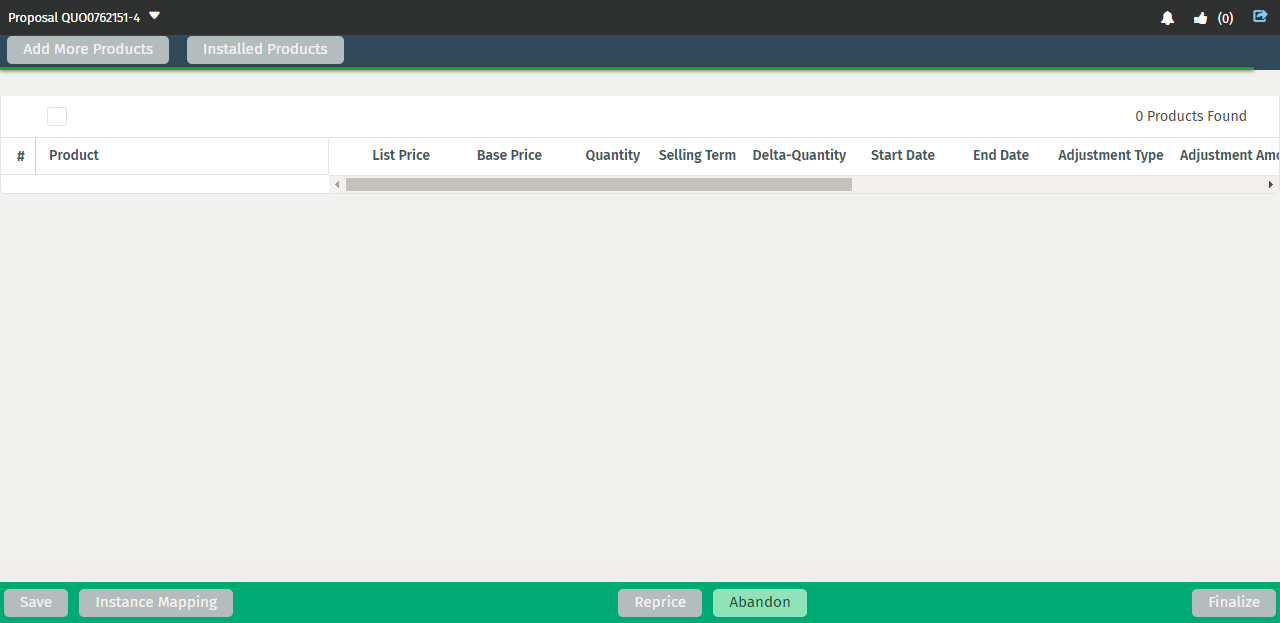 Proposal QUO0762151-4
(0)
Add More Products
Installed Products
0 Products Found
# Product List Price Base Price Quantity Selling Term Delta-Quantity Start Date End Date Adjustment Type Adjustment Amo
Save
Instance Mapping
Reprice
Abandon
Finalize